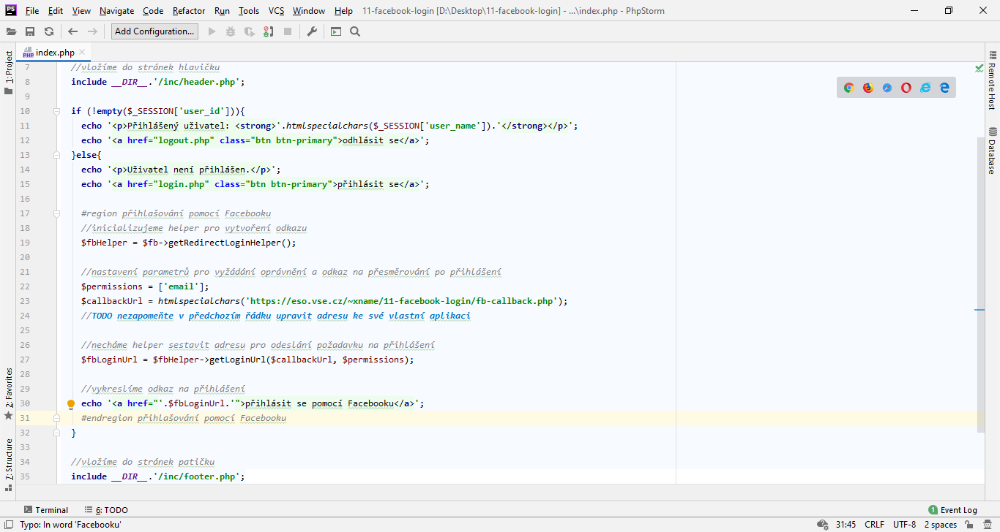 PS File Edit View Navigate Code Refactor Run Tools VCS Window Help 11-facebook-login [D:\Desktop\11-facebook-login] - ...\index.php - PhpStorm
Add Configuration...
1: Project
PHP index.php
7 //vložíme do stránek hlavičku
8 include __DIR__.'/inc/header.php';
9
10 if (!empty($_SESSION['user_id'])){
11 echo '<p>Přihlášený uživatel: <strong>'.htmlspecialchars($_SESSION['user_name']).'</strong></p>';
12 echo '<a href="logout.php" class="btn btn-primary">odhlásit se</a>';
13 }else{
14 echo '<p>Uživatel není přihlášen.</p>';
15 echo '<a href="login.php" class="btn btn-primary">přihlásit se</a>';
16
17 #region přihlašování pomocí Facebooku
18 //inicializujeme helper pro vytvoření odkazu
19 $fbHelper = $fb->getRedirectLoginHelper();
20
21 //nastavení parametrů pro vyžádání oprávnění a odkaz na přesměrování po přihlášení
22 $permissions = ['email'];
23 $callbackUrl = htmlspecialchars('https://eso.vse.cz/~xname/11-facebook-login/fb-callback.php');
24 //TODO nezapomeňte v předchozím řádku upravit adresu ke své vlastní aplikaci
25
26 //necháme helper sestavit adresu pro odeslání požadavku na přihlášení
27 $fbLoginUrl = $fbHelper->getLoginUrl($callbackUrl, $permissions);
28
29 //vykreslíme odkaz na přihlášení
30 echo '<a href="'.$fbLoginUrl.'">přihlásit se pomocí Facebooku</a>';
31 #endregion přihlašování pomocí Facebooku
32 }
33
34 //vložíme do stránek patičku
35 include __DIR__.'/inc/footer.php';
Remote Host
Database
2: Favorites
7: Structure
Terminal 6: TODO 1 Event Log
Typo: In word 'Facebooku' 31:45 CRLF UTF-8 2 spaces